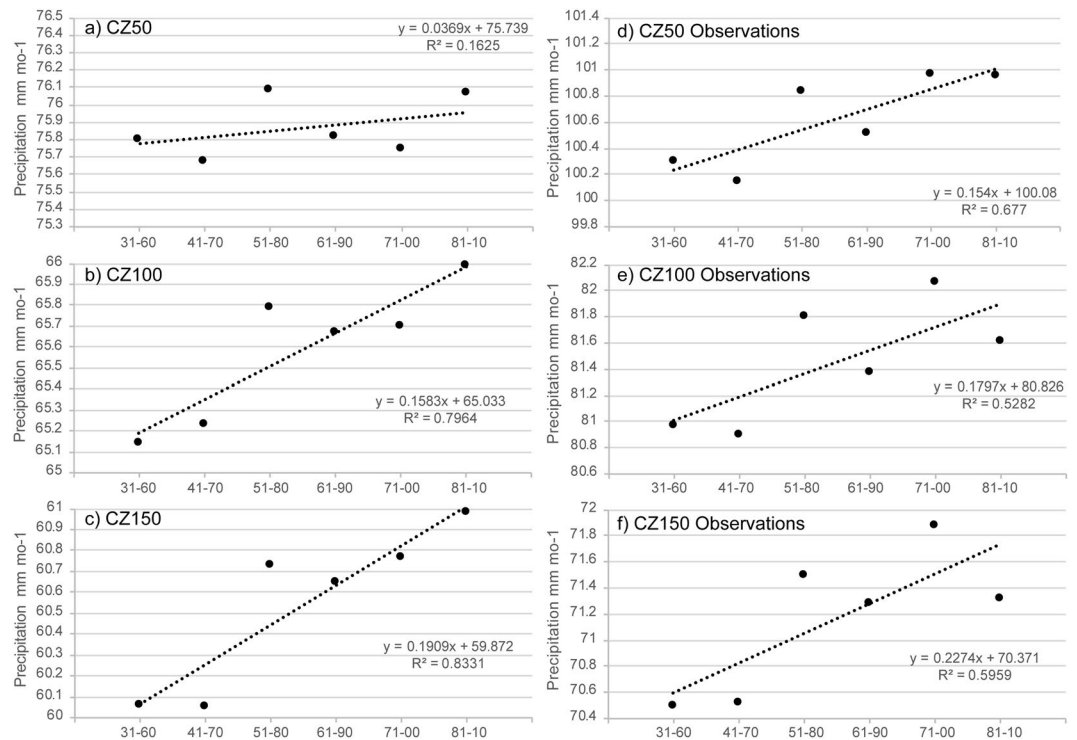 a) CZ50
y = 0.0369x + 75.739
R² = 0.1625
Precipitation mm mo-1
76.5
76.4
76.3
76.2
76.1
76
75.9
75.8
75.7
75.6
75.5
75.4
75.3
31-60 41-70 51-80 61-90 71-00 81-10
d) CZ50 Observations
Precipitation mm mo-1
101.4
101.2
101
100.8
100.6
100.4
100.2
100
99.8
y = 0.154x + 100.08
R² = 0.677
31-60 41-70 51-80 61-90 71-00 81-10
b) CZ100
Precipitation mm mo-1
66
65.9
65.8
65.7
65.6
65.5
65.4
65.3
65.2
65.1
65
y = 0.1583x + 65.033
R² = 0.7964
31-60 41-70 51-80 61-90 71-00 81-10
e) CZ100 Observations
Precipitation mm mo-1
82.2
82
81.8
81.6
81.4
81.2
81
80.8
80.6
y = 0.1797x + 80.826
R² = 0.5282
31-60 41-70 51-80 61-90 71-00 81-10
c) CZ150
Precipitation mm mo-1
61
60.9
60.8
60.7
60.6
60.5
60.4
60.3
60.2
60.1
60
y = 0.1909x + 59.872
R² = 0.8331
31-60 41-70 51-80 61-90 71-00 81-10
f) CZ150 Observations
Precipitation mm mo-1
72
71.8
71.6
71.4
71.2
71
70.8
70.6
70.4
y = 0.2274x + 70.371
R² = 0.5959
31-60 41-70 51-80 61-90 71-00 81-10